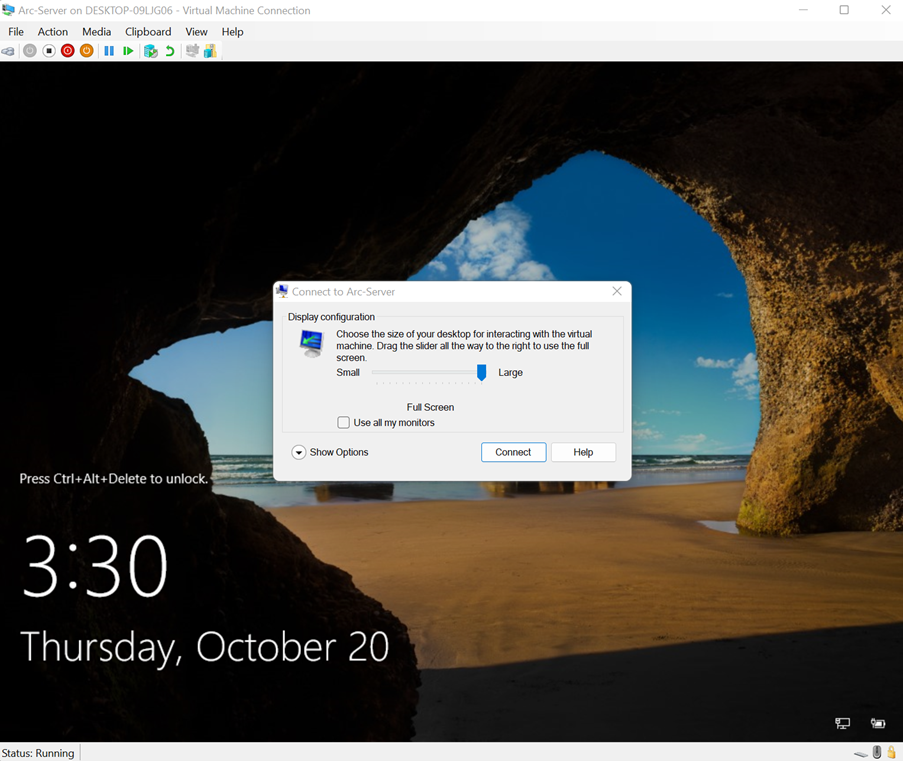 Arc-Server on DESKTOP-09LJG06 - Virtual Machine Connection
File Action Media Clipboard View Help
Connect to Arc-Server
Display configuration
Choose the size of your desktop for interacting with the virtual
machine. Drag the slider all the way to the right to use the full
screen.
Small Large
Full Screen
Use all my monitors
Show Options Connect Help
Press Ctrl+Alt+Delete to unlock.
3:30
Thursday, October 20
Status: Running